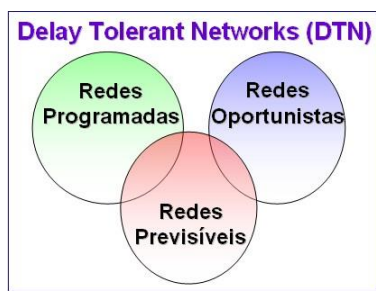 Delay Tolerant Networks (DTN)
Redes
Programadas
Redes
Oportunistas
Redes
Previsíveis